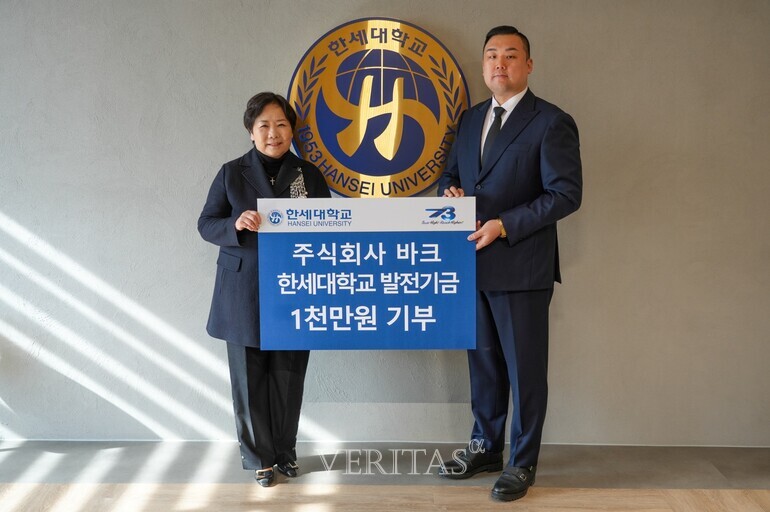 한세대학교
1953 HANSEI UNIVERSITY
한세대학교
HANSEI UNIVERSITY
73
주식회사 바크
한세대학교 발전기금
1천만원 기부
VERITAS α